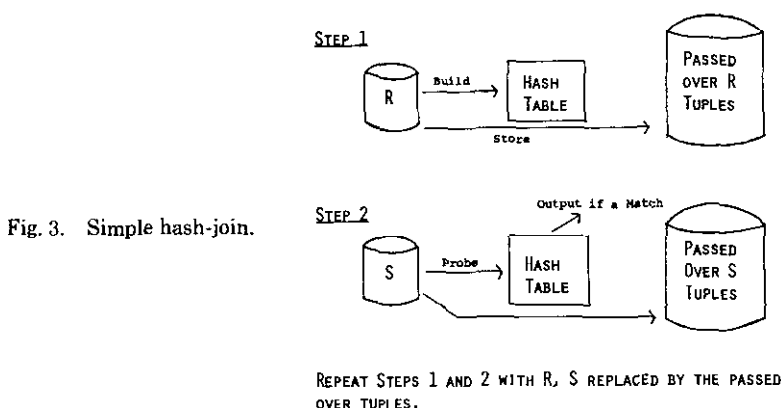 STEP 1
R
Build
HASH
TABLE
Store
PASSED
OVER R
TUPLES
Fig. 3. Simple hash-join.
STEP 2
S
Probe
Output if a Match
HASH
TABLE
PASSED
OVER S
TUPLES
REPEAT STEPS 1 AND 2 WITH R, S REPLACED BY THE PASSED
OVER TUPLES.